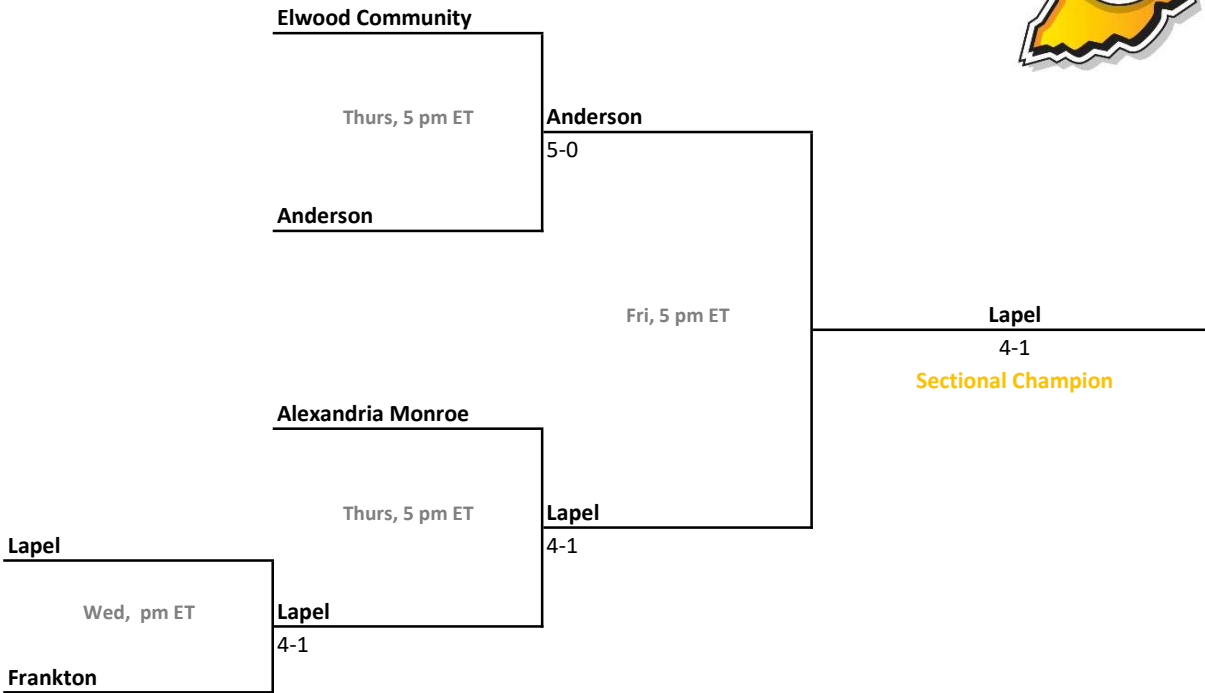 Elwood Community
Thurs, 5 pm ET
Anderson
5-0
Anderson
Fri, 5 pm ET
Lapel
4-1
Sectional Champion
Alexandria Monroe
Thurs, 5 pm ET
Lapel
4-1
Lapel
Wed,  pm ET
Lapel
4-1
Frankton